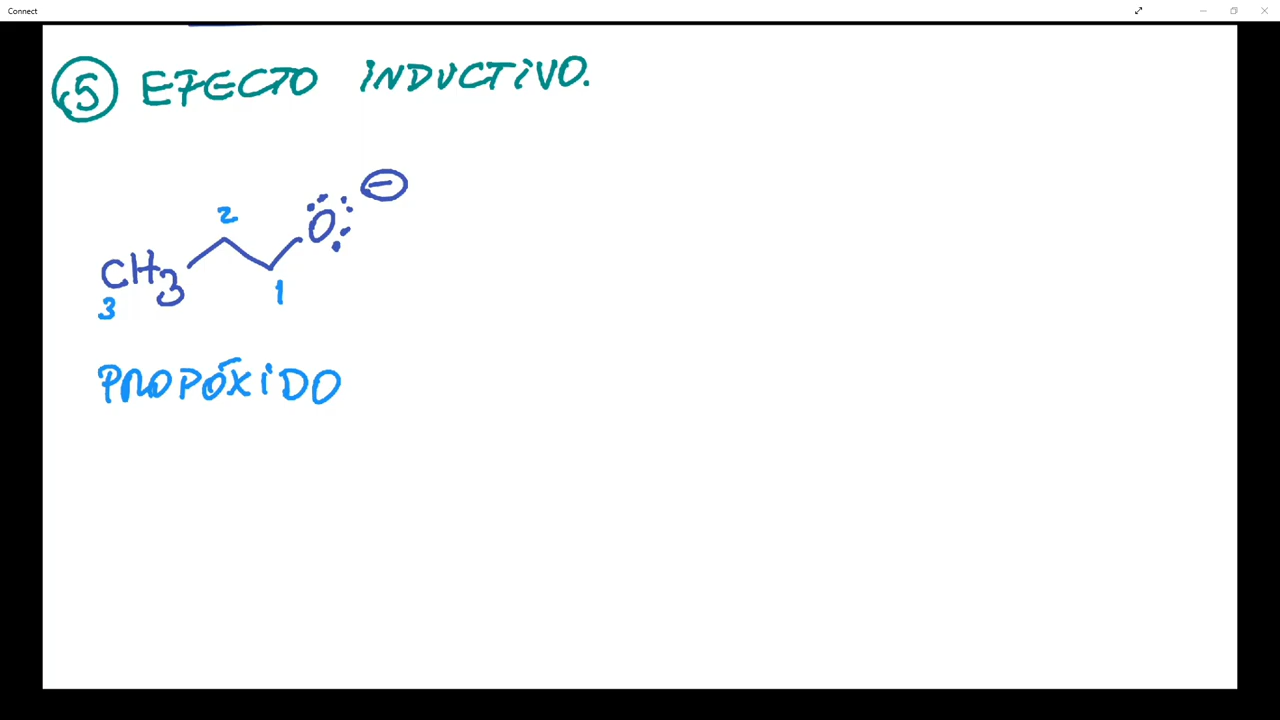 Connect
5 EFECTO INDUCTIVO.
2
CH3 O −
3 1
PROPÓXIDO